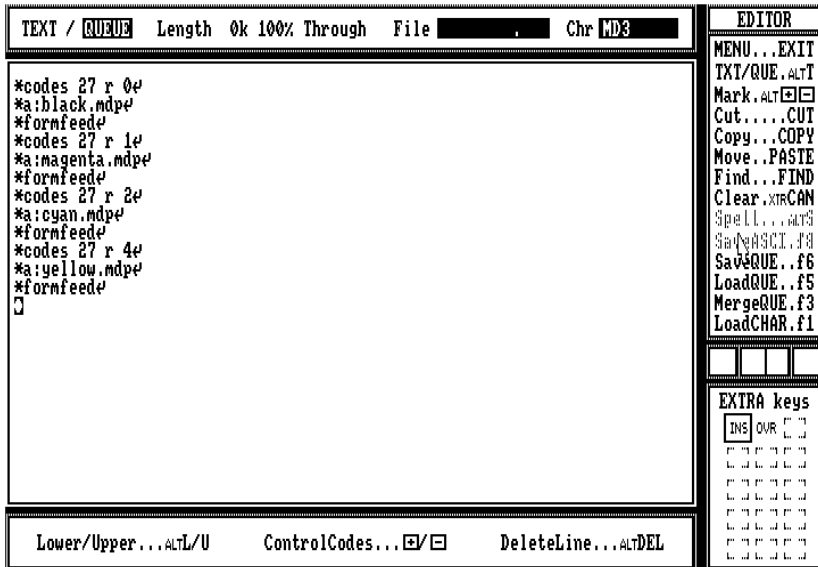 TEXT / QUEUE Length 0k 100% Through File . Chr MD3
*codes 27 r 0↵
*a:black.mdp↵
*formfeed↵
*codes 27 r 1↵
*a:magenta.mdp↵
*formfeed↵
*codes 27 r 2↵
*a:cyan.mdp↵
*formfeed↵
*codes 27 r 4↵
*a:yellow.mdp↵
*formfeed↵
Lower/Upper...ALTL/U ControlCodes...+/- DeleteLine...ALTDEL
EDITOR
MENU...EXIT
TXT/QUE.ALTT
Mark.ALT+-
Cut.....CUT
Copy...COPY
Move..PASTE
Find...FIND
Clear.XTRCAN
Spell...ALTS
SaveASCI.f8
SaveQUE..f6
LoadQUE..f5
MergeQUE.f3
LoadCHAR.f1
EXTRA keys
INS OVR